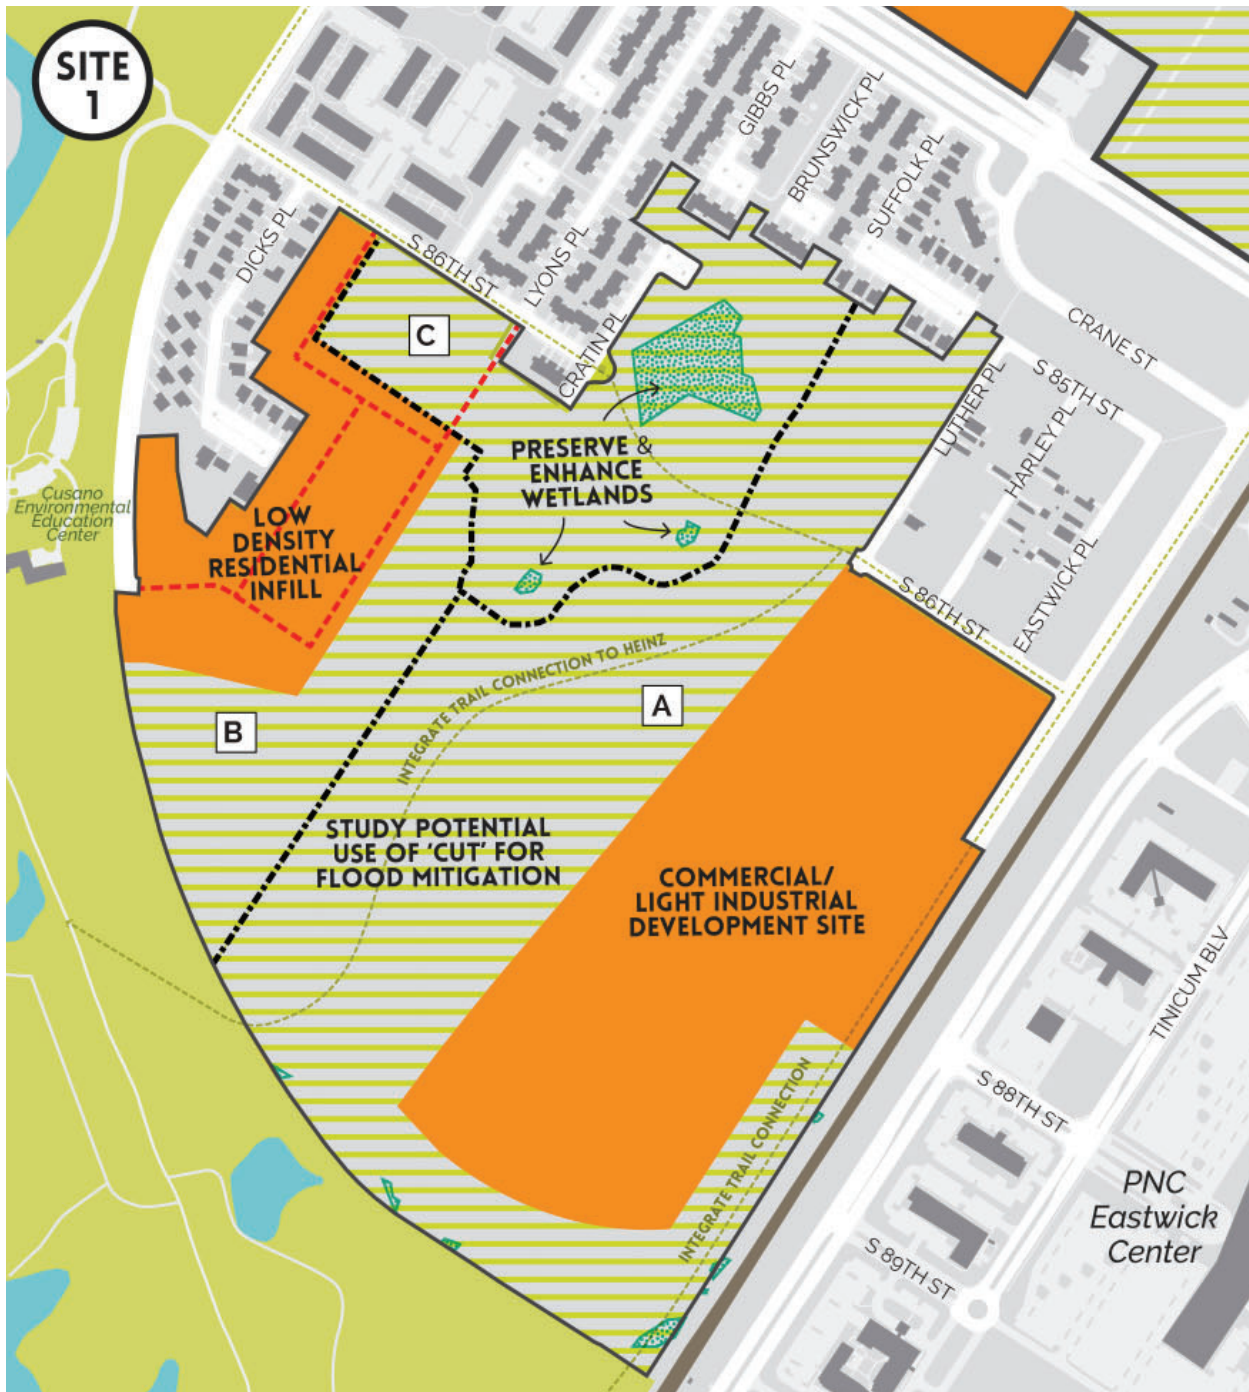 SITE
1
GIBBS PL
BRUNSWICK PL
SUFFOLK PL
DICKS PL
S 86TH ST
LYONS PL
CRATIN PL
CRANE ST
S 85TH ST
LUTHER PL
HARLEY PL
EASTWICK PL
S 86TH ST
C
PRESERVE &
ENHANCE
WETLANDS
Cusano
Environmental
Education
Center
LOW
DENSITY
RESIDENTIAL
INFILL
INTEGRATE TRAIL CONNECTION TO HEINZ
A
B
STUDY POTENTIAL
USE OF 'CUT' FOR
FLOOD MITIGATION
COMMERCIAL/
LIGHT INDUSTRIAL
DEVELOPMENT SITE
TINICUM BLV
S 88TH ST
INTEGRATE TRAIL CONNECTION
PNC
Eastwick
Center
S 89TH ST